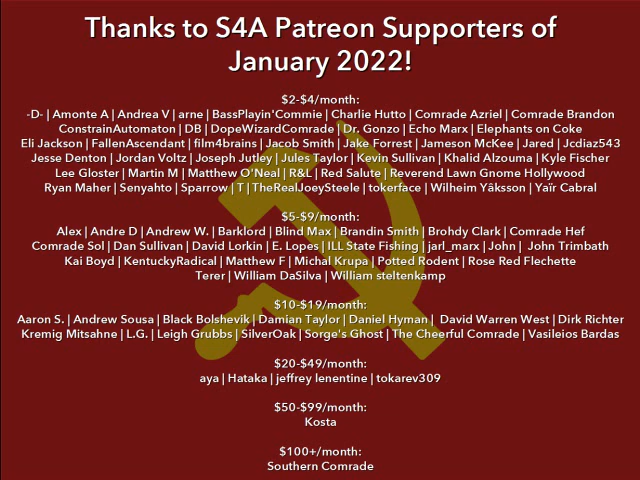 Thanks to S4A Patreon Supporters of
January 2022!
$2-$4/month:
-D- | Amonte A | Andrea V | arne | BassPlayin'Commie | Charlie Hutto | Comrade Azriel | Comrade Brandon
ConstrainAutomaton | DB | DopeWizardComrade | Dr. Gonzo | Echo Marx | Elephants on Coke
Eli Jackson | FallenAscendant | film4brains | Jacob Smith | Jake Forrest | Jameson McKee | Jared | Jcdiaz543
Jesse Denton | Jordan Voltz | Joseph Jutley | Jules Taylor | Kevin Sullivan | Khalid Alzouma | Kyle Fischer
Lee Gloster | Martin M | Matthew O'Neal | R&L | Red Salute | Reverend Lawn Gnome Hollywood
Ryan Maher | Senyahto | Sparrow | T | TheRealJoeySteele | tokerface | Wilheim Yâksson | Yaïr Cabral
$5-$9/month:
Alex | Andre D | Andrew W. | Barklord | Blind Max | Brandin Smith | Brohdy Clark | Comrade Hef
Comrade Sol | Dan Sullivan | David Lorkin | E. Lopes | ILL State Fishing | jarl_marx | John | John Trimbath
Kai Boyd | KentuckyRadical | Matthew F | Michal Krupa | Potted Rodent | Rose Red Flechette
Terer | William DaSilva | William steltenkamp
$10-$19/month:
Aaron S. | Andrew Sousa | Black Bolshevik | Damian Taylor | Daniel Hyman | David Warren West | Dirk Richter
Kremig Mitsahne | L.G. | Leigh Grubbs | SilverOak | Sorge's Ghost | The Cheerful Comrade | Vasileios Bardas
$20-$49/month:
aya | Hataka | jeffrey lenentine | tokarev309
$50-$99/month:
Kosta
$100+/month:
Southern Comrade